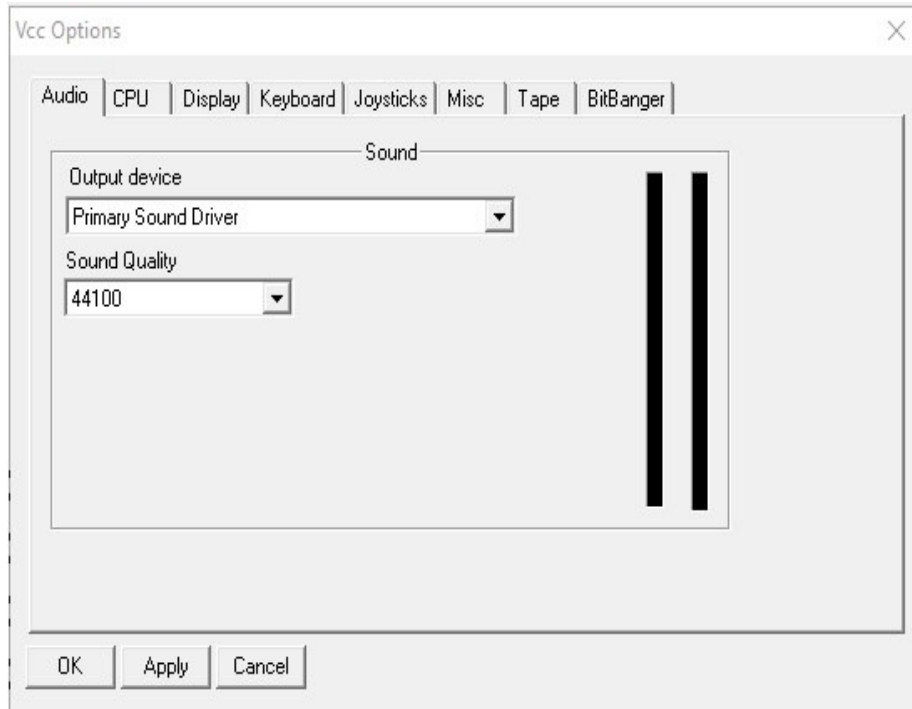 Vcc Options
Audio CPU Display Keyboard Joysticks Misc Tape BitBanger
Sound
Output device
Primary Sound Driver
Sound Quality
44100
OK Apply Cancel